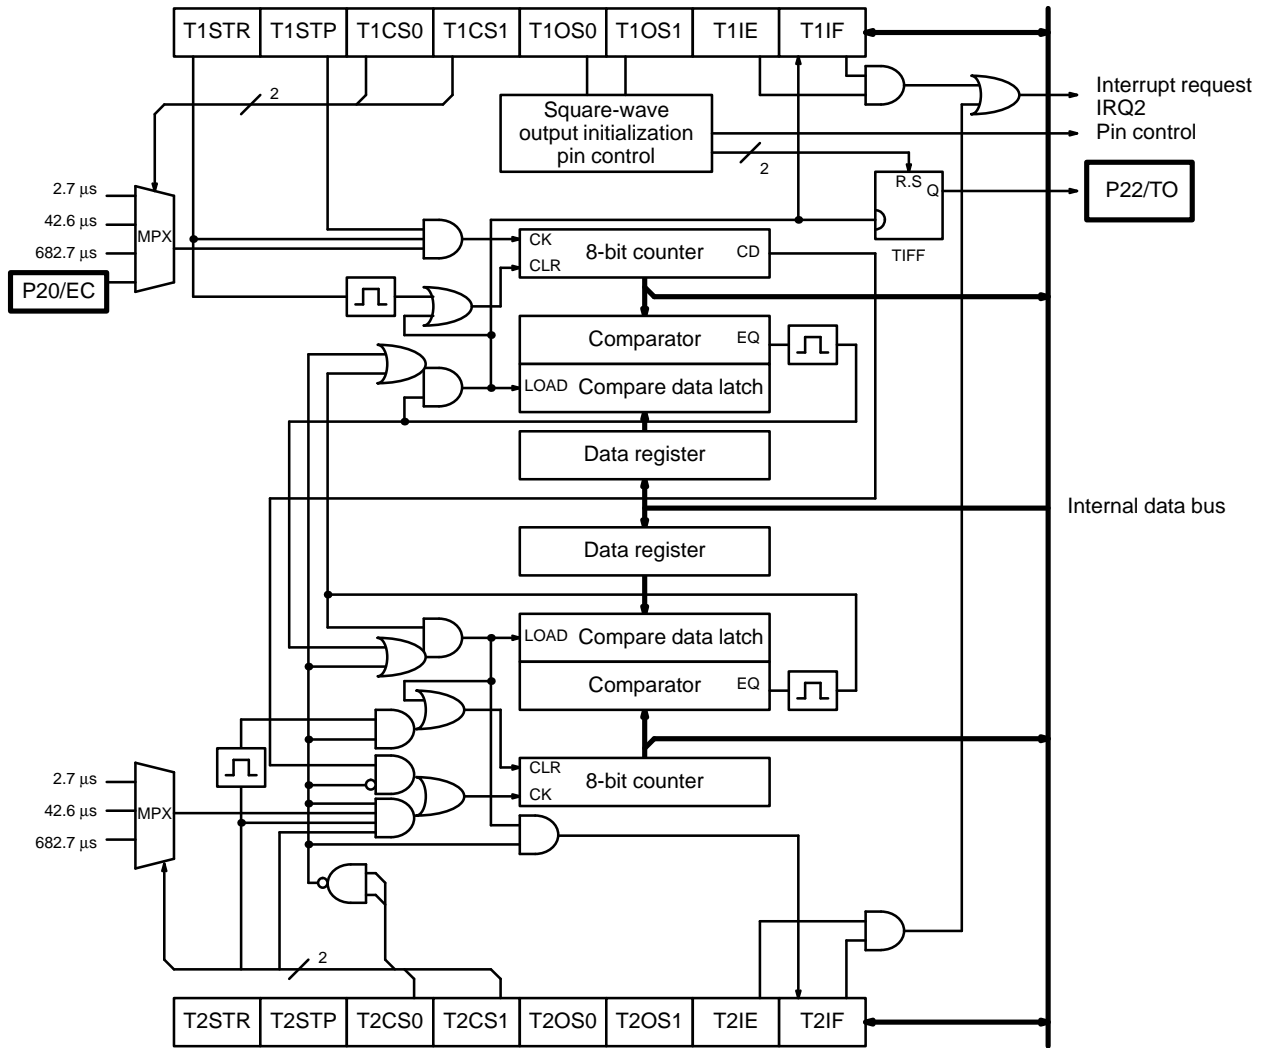 T1STR T1STP T1CS0 T1CS1 T1OS0 T1OS1 T1IE T1IF
2
Square-wave
output initialization
pin control
2
Interrupt request
IRQ2
Pin control
R.S
Q
TIFF
P22/TO
2.7 μs
42.6 μs
682.7 μs
MPX
P20/EC
CK
CLR
8-bit counter
CD
Comparator
EQ
LOAD
Compare data latch
Data register
Internal data bus
Data register
LOAD
Compare data latch
Comparator
EQ
CLR
CK
8-bit counter
2.7 μs
42.6 μs
682.7 μs
MPX
2
T2STR T2STP T2CS0 T2CS1 T2OS0 T2OS1 T2IE T2IF